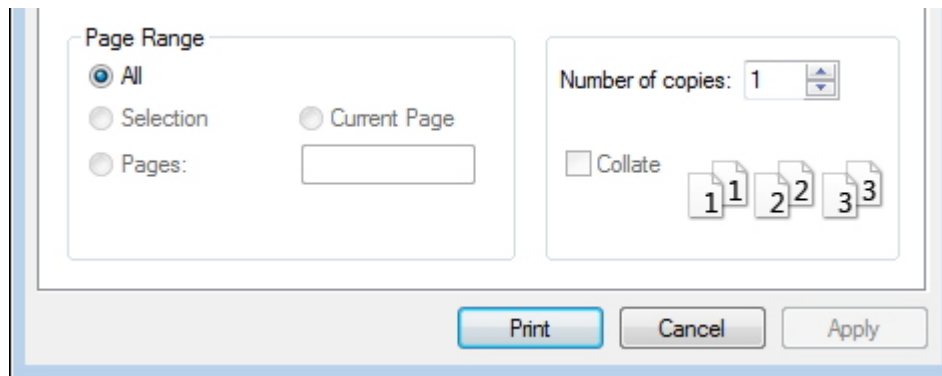 Page Range
All
Selection
Current Page
Pages:
Number of copies: 1
Collate
1 1 2 2 3 3
Print
Cancel
Apply